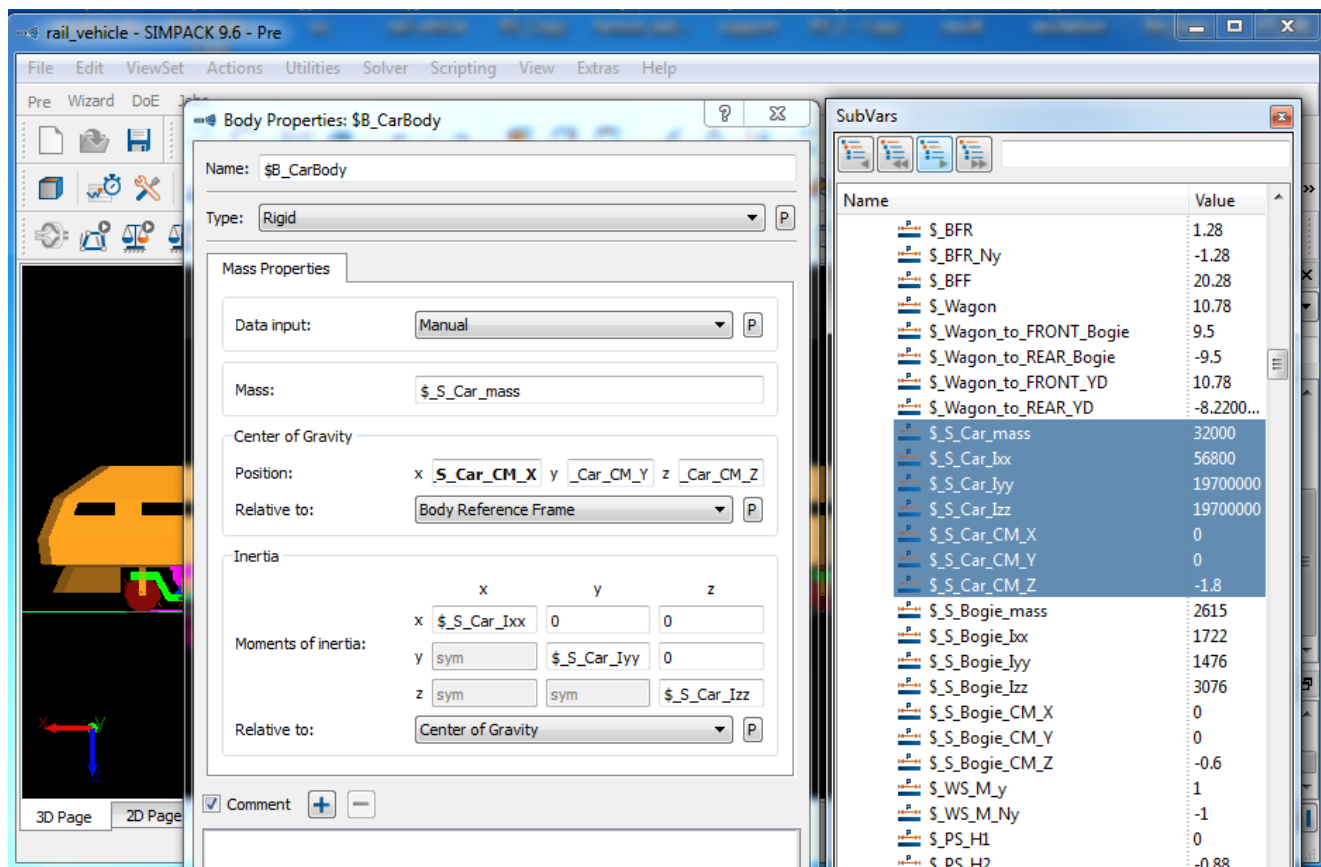 rail_vehicle - SIMPACK 9.6 - Pre
File Edit ViewSet Actions Utilities Solver Scripting View Extras Help
Pre Wizard DoE Jobs
Body Properties: $B_CarBody
Name: $B_CarBody
Type: Rigid P
Mass Properties
Data input: Manual P
Mass: $_S_Car_mass
Center of Gravity
Position: x _S_Car_CM_X y _Car_CM_Y z _Car_CM_Z
Relative to: Body Reference Frame P
Inertia
x y z
x $_S_Car_Ixx 0 0
Moments of inertia:
y sym $_S_Car_Iyy 0
z sym sym $_S_Car_Izz
Relative to: Center of Gravity P
Comment
x y
3D Page 2D Page
SubVars
Name Value
$_BFR 1.28
$_BFR_Ny -1.28
$_BFF 20.28
$_Wagon 10.78
$_Wagon_to_FRONT_Bogie 9.5
$_Wagon_to_REAR_Bogie -9.5
$_Wagon_to_FRONT_YD 10.78
$_Wagon_to_REAR_YD -8.2200...
$_S_Car_mass 32000
$_S_Car_Ixx 56800
$_S_Car_Iyy 19700000
$_S_Car_Izz 19700000
$_S_Car_CM_X 0
$_S_Car_CM_Y 0
$_S_Car_CM_Z -1.8
$_S_Bogie_mass 2615
$_S_Bogie_Ixx 1722
$_S_Bogie_Iyy 1476
$_S_Bogie_Izz 3076
$_S_Bogie_CM_X 0
$_S_Bogie_CM_Y 0
$_S_Bogie_CM_Z -0.6
$_WS_M_y 1
$_WS_M_Ny -1
$_PS_H1 0
$_PS_H2 -0.88